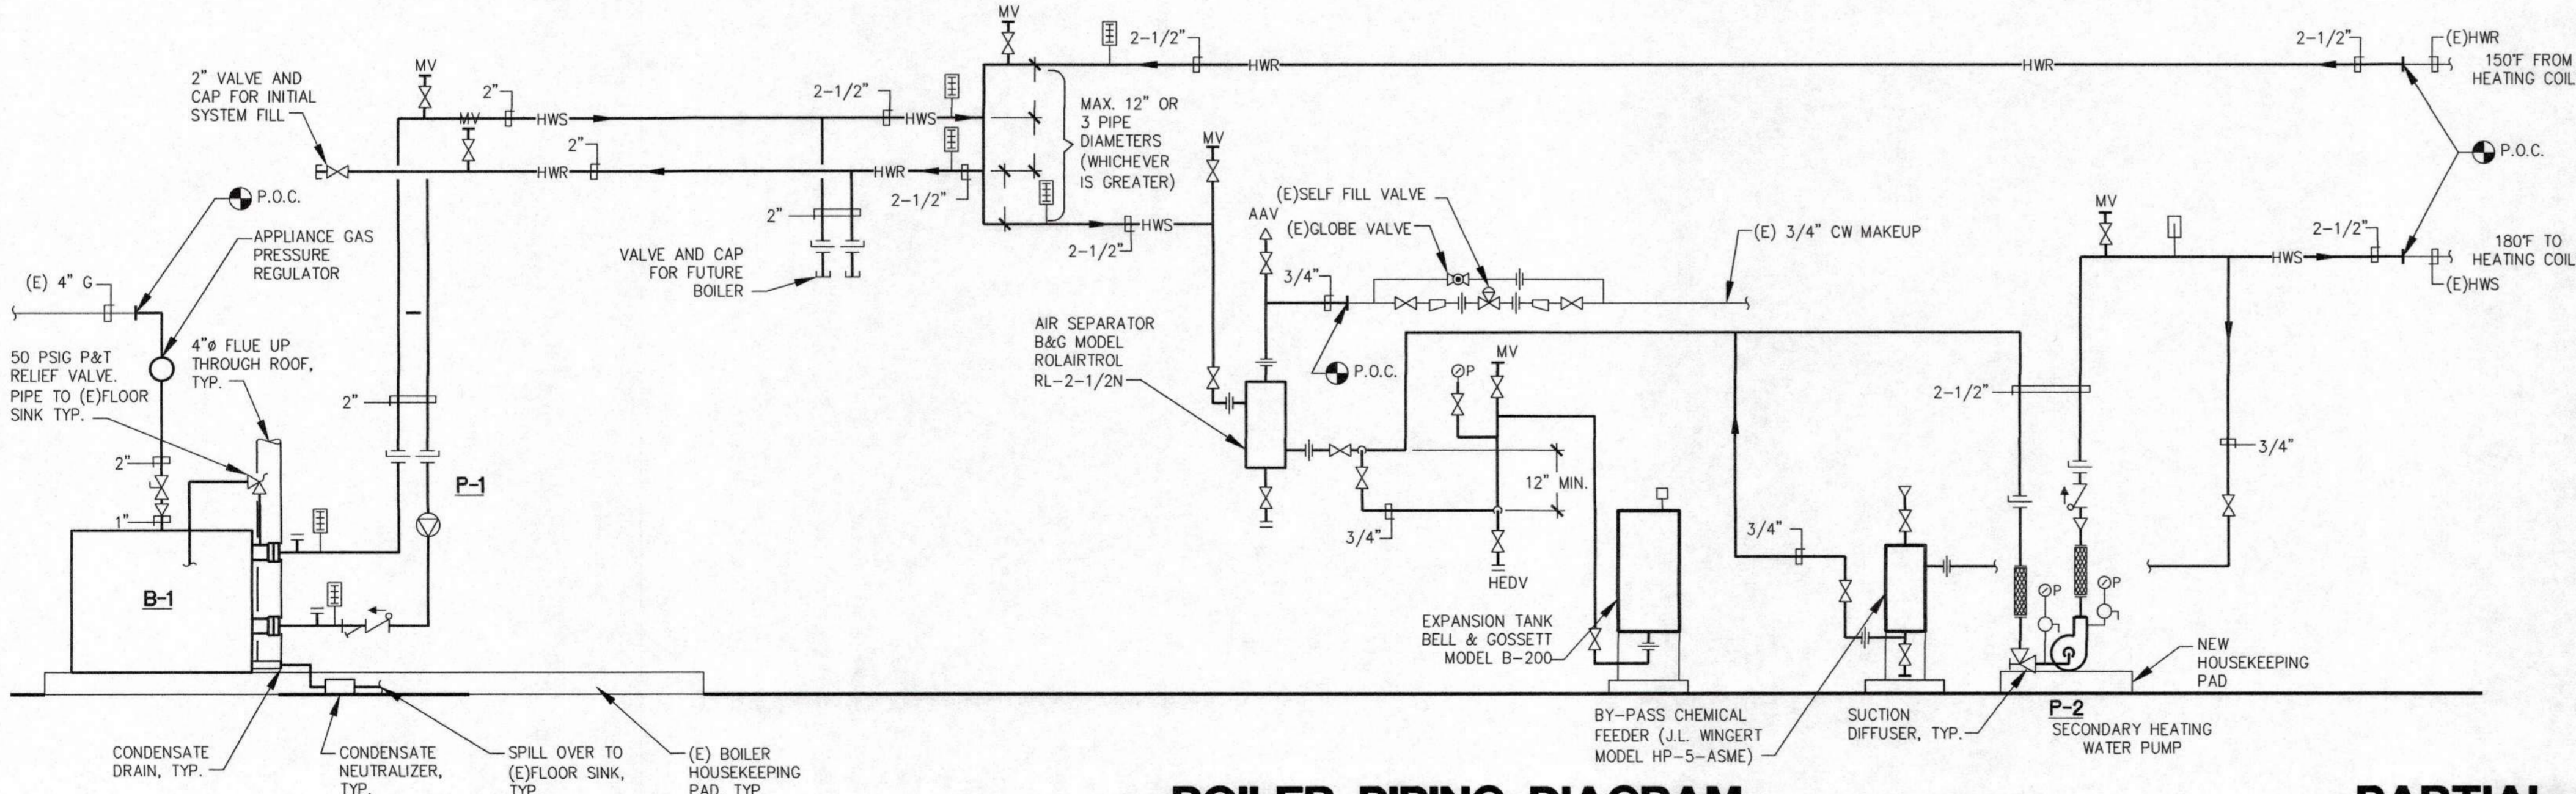 MV
2-1/2"
HWR
HWR
2-1/2"
(E)HWR
150°F FROM
HEATING COIL
2" VALVE AND
CAP FOR INITIAL
SYSTEM FILL
MV
2"
MV
HWS
2-1/2"
HWS
MAX. 12" OR
3 PIPE
DIAMETERS
(WHICHEVER
IS GREATER)
MV
P.O.C.
2"
HWR
HWR
2-1/2"
P.O.C.
2"
HWS
2-1/2"
(E)SELF FILL VALVE
AAV
(E)GLOBE VALVE
(E) 3/4" CW MAKEUP
MV
2-1/2"
HWS
180°F TO
HEATING COIL
(E)HWS
APPLIANCE GAS
PRESSURE
REGULATOR
VALVE AND CAP
FOR FUTURE
BOILER
3/4"
(E) 4" G
AIR SEPARATOR
B&G MODEL
ROLAIRTROL
RL-2-1/2N
50 PSIG P&T
RELIEF VALVE.
PIPE TO (E)FLOOR
SINK TYP.
4"ø FLUE UP
THROUGH ROOF,
TYP.
MV
P
P.O.C.
2"
2-1/2"
3/4"
2"
P-1
12" MIN.
1"
3/4"
3/4"
HEDV
B-1
P
P
EXPANSION TANK
BELL & GOSSETT
MODEL B-200
NEW
HOUSEKEEPING
PAD
CONDENSATE
DRAIN, TYP.
CONDENSATE
NEUTRALIZER,
TYP.
SPILL OVER TO
(E)FLOOR SINK,
TYP
(E) BOILER
HOUSEKEEPING
PAD, TYP
BY-PASS CHEMICAL
FEEDER (J.L. WINGERT
MODEL HP-5-ASME)
SUCTION
DIFFUSER, TYP.
P-2
SECONDARY HEATING
WATER PUMP
BOILER PIPING DIAGRAM
PARTIAL